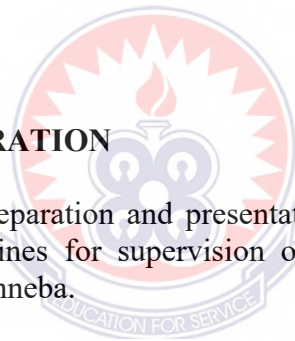 RATION
eparation and presentat
ines for supervision o
nneba.
EDUCATION FOR SERVICE